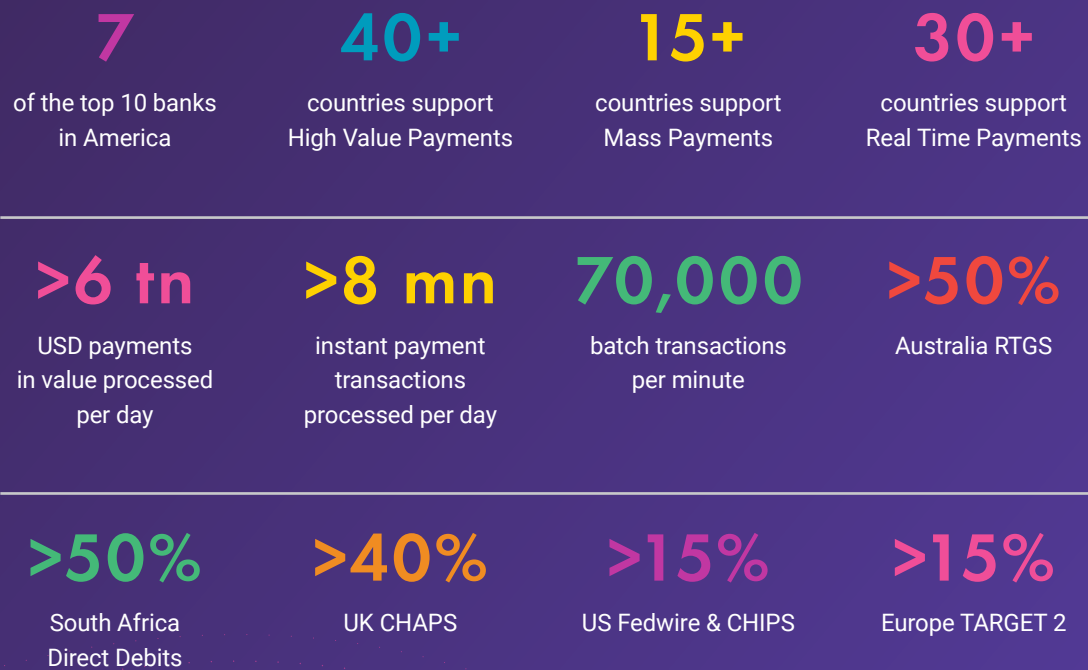 7
of the top 10 banks
in America
40+
countries support
High Value Payments
15+
countries support
Mass Payments
30+
countries support
Real Time Payments
>6 tn
USD payments
in value processed
per day
>8 mn
instant payment
transactions
processed per day
70,000
batch transactions
per minute
>50%
Australia RTGS
>50%
South Africa
Direct Debits
>40%
UK CHAPS
>15%
US Fedwire & CHIPS
>15%
Europe TARGET 2